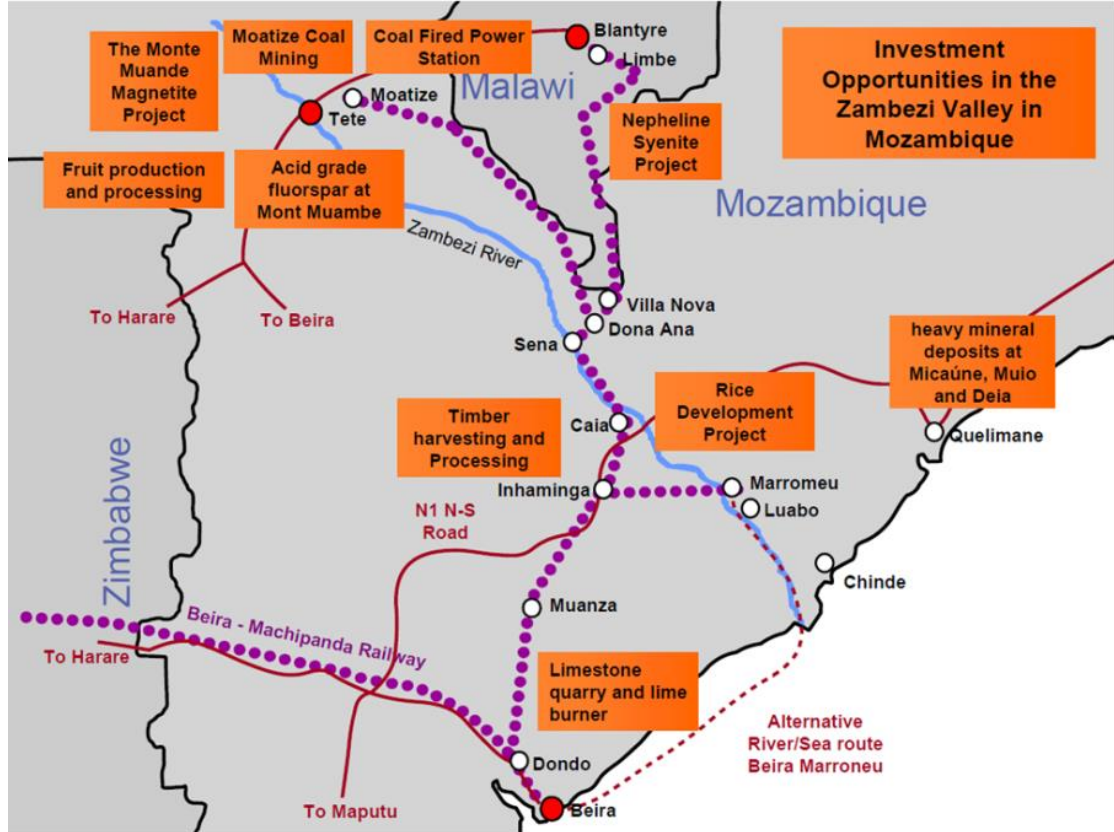 The Monte
Muande
Magnetite
Project
Moatize Coal
Mining
Coal Fired Power
Station
Blantyre
Limbe
Investment
Opportunities in the
Zambezi Valley in
Mozambique
Malawi
Moatize
Tete
Nepheline
Syenite
Project
Fruit production
and processing
Acid grade
fluorspar at
Mont Muambe
Mozambique
Zambezi River
To Harare
To Beira
Villa Nova
Dona Ana
Sena
heavy mineral
deposits at
Micaúne, Muio
and Deia
Timber
harvesting and
Processing
Rice
Development
Project
Caia
Quelimane
Zimbabwe
Inhaminga
Marromeu
Luabo
N1 N-S
Road
Chinde
Muanza
Beira - Machipanda Railway
To Harare
Limestone
quarry and lime
burner
Alternative
River/Sea route
Beira Marroneu
Dondo
To Maputu
Beira